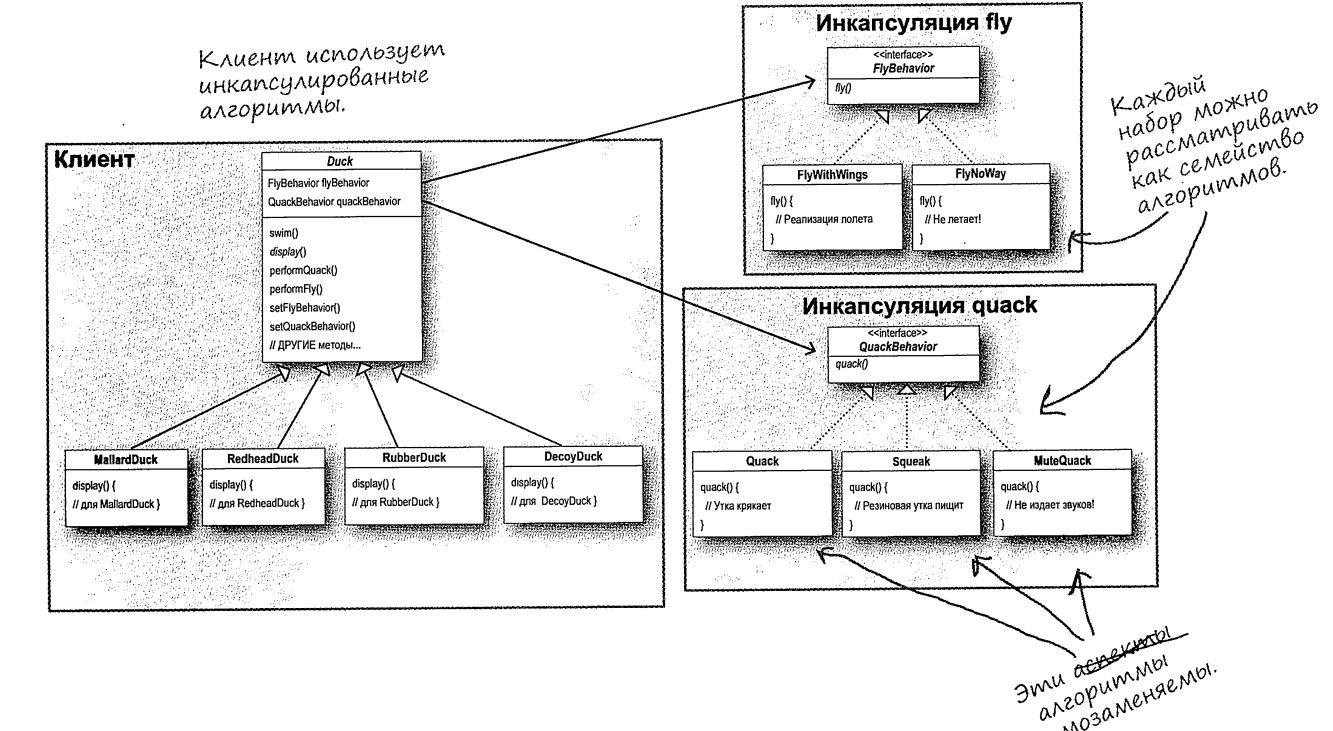 Клиент использует
инкапсулированные
алгоритмы.
Клиент
Duck
FlyBehavior flyBehavior
QuackBehavior quackBehavior
swim()
display()
performQuack()
performFly()
setFlyBehavior()
setQuackBehavior()
// ДРУГИЕ методы...
MallardDuck
display() {
// для MallardDuck }
RedheadDuck
display() {
// для RedheadDuck }
RubberDuck
display() {
// для RubberDuck }
DecoyDuck
display() {
// для DecoyDuck }
Инкапсуляция fly
<<interface>>
FlyBehavior
fly()
FlyWithWings
fly() {
// Реализация полета
}
FlyNoWay
fly() {
// Не летает!
}
Каждый
набор можно
рассматривать
как семейство
алгоритмов.
Инкапсуляция quack
<<interface>>
QuackBehavior
quack()
Quack
quack() {
// Утка крякает
}
Squeak
quack() {
// Резиновая утка пищит
}
MuteQuack
quack() {
// Не издает звуков!
}
Эти аспекты
алгоритмы
мозаменяемы.